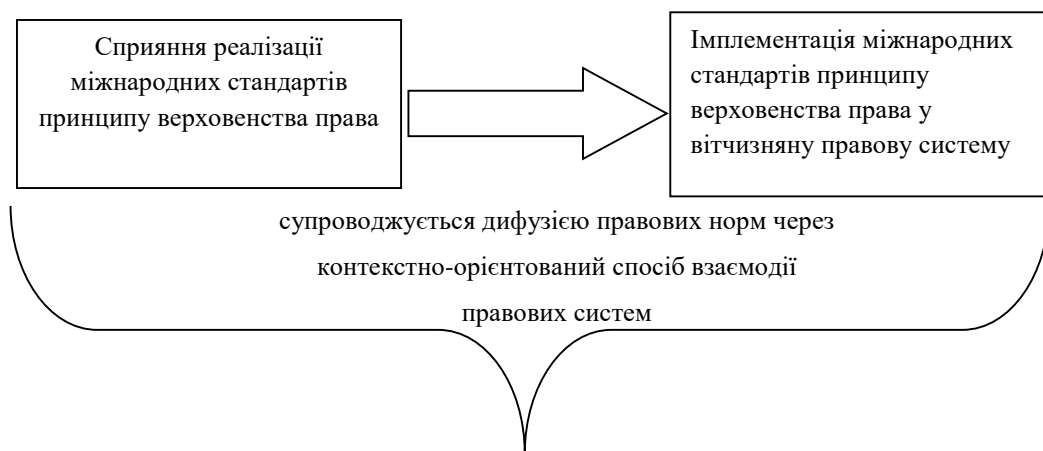 Сприяння реалізації
міжнародних стандартів
принципу верховенства права
Імплементація міжнародних
стандартів принципу
верховенства права у
вітчизняну правову систему
супроводжується дифузією правових норм через
контекстно-орієнтований спосіб взаємодії
правових систем